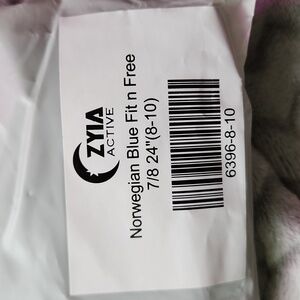 ZYIA
ACTIVE
Norwegian Blue Fit n Free
7/8 24"(8-10)
6396-8-10